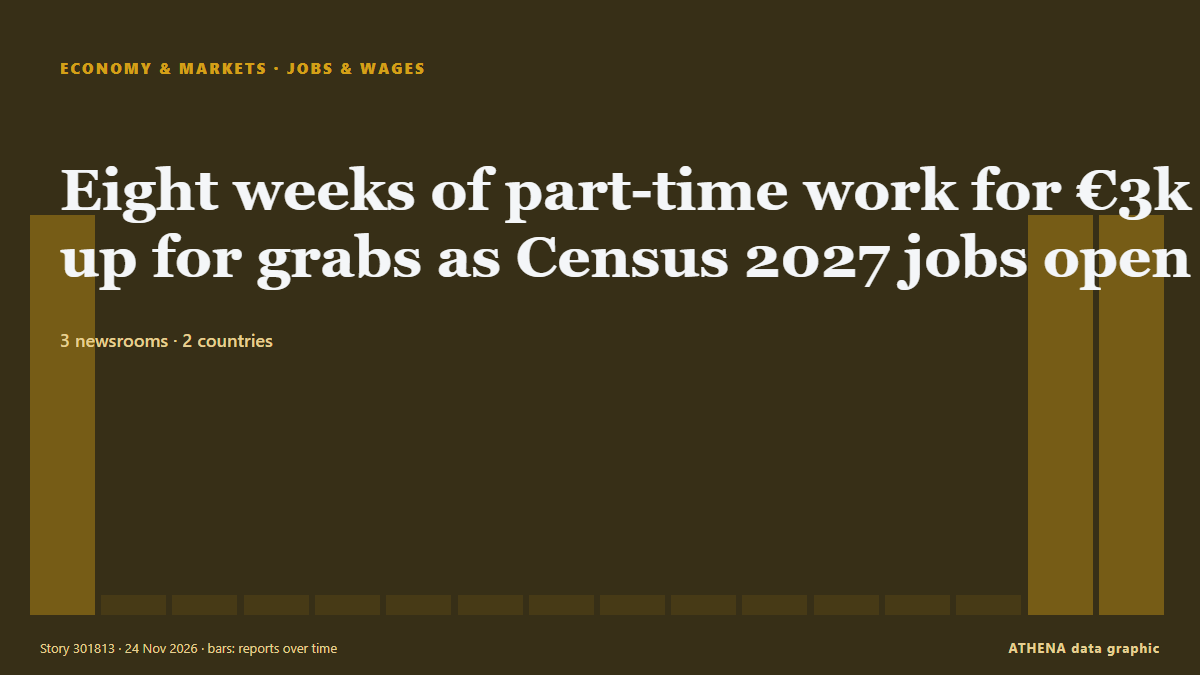 ECONOMY & MARKETS · JOBS & WAGES
Eight weeks of part-time work for €3k
up for grabs as Census 2027 jobs open
3 newsrooms · 2 countries
Story 301813 · 24 Nov 2026 · bars: reports over time
ATHENA data graphic